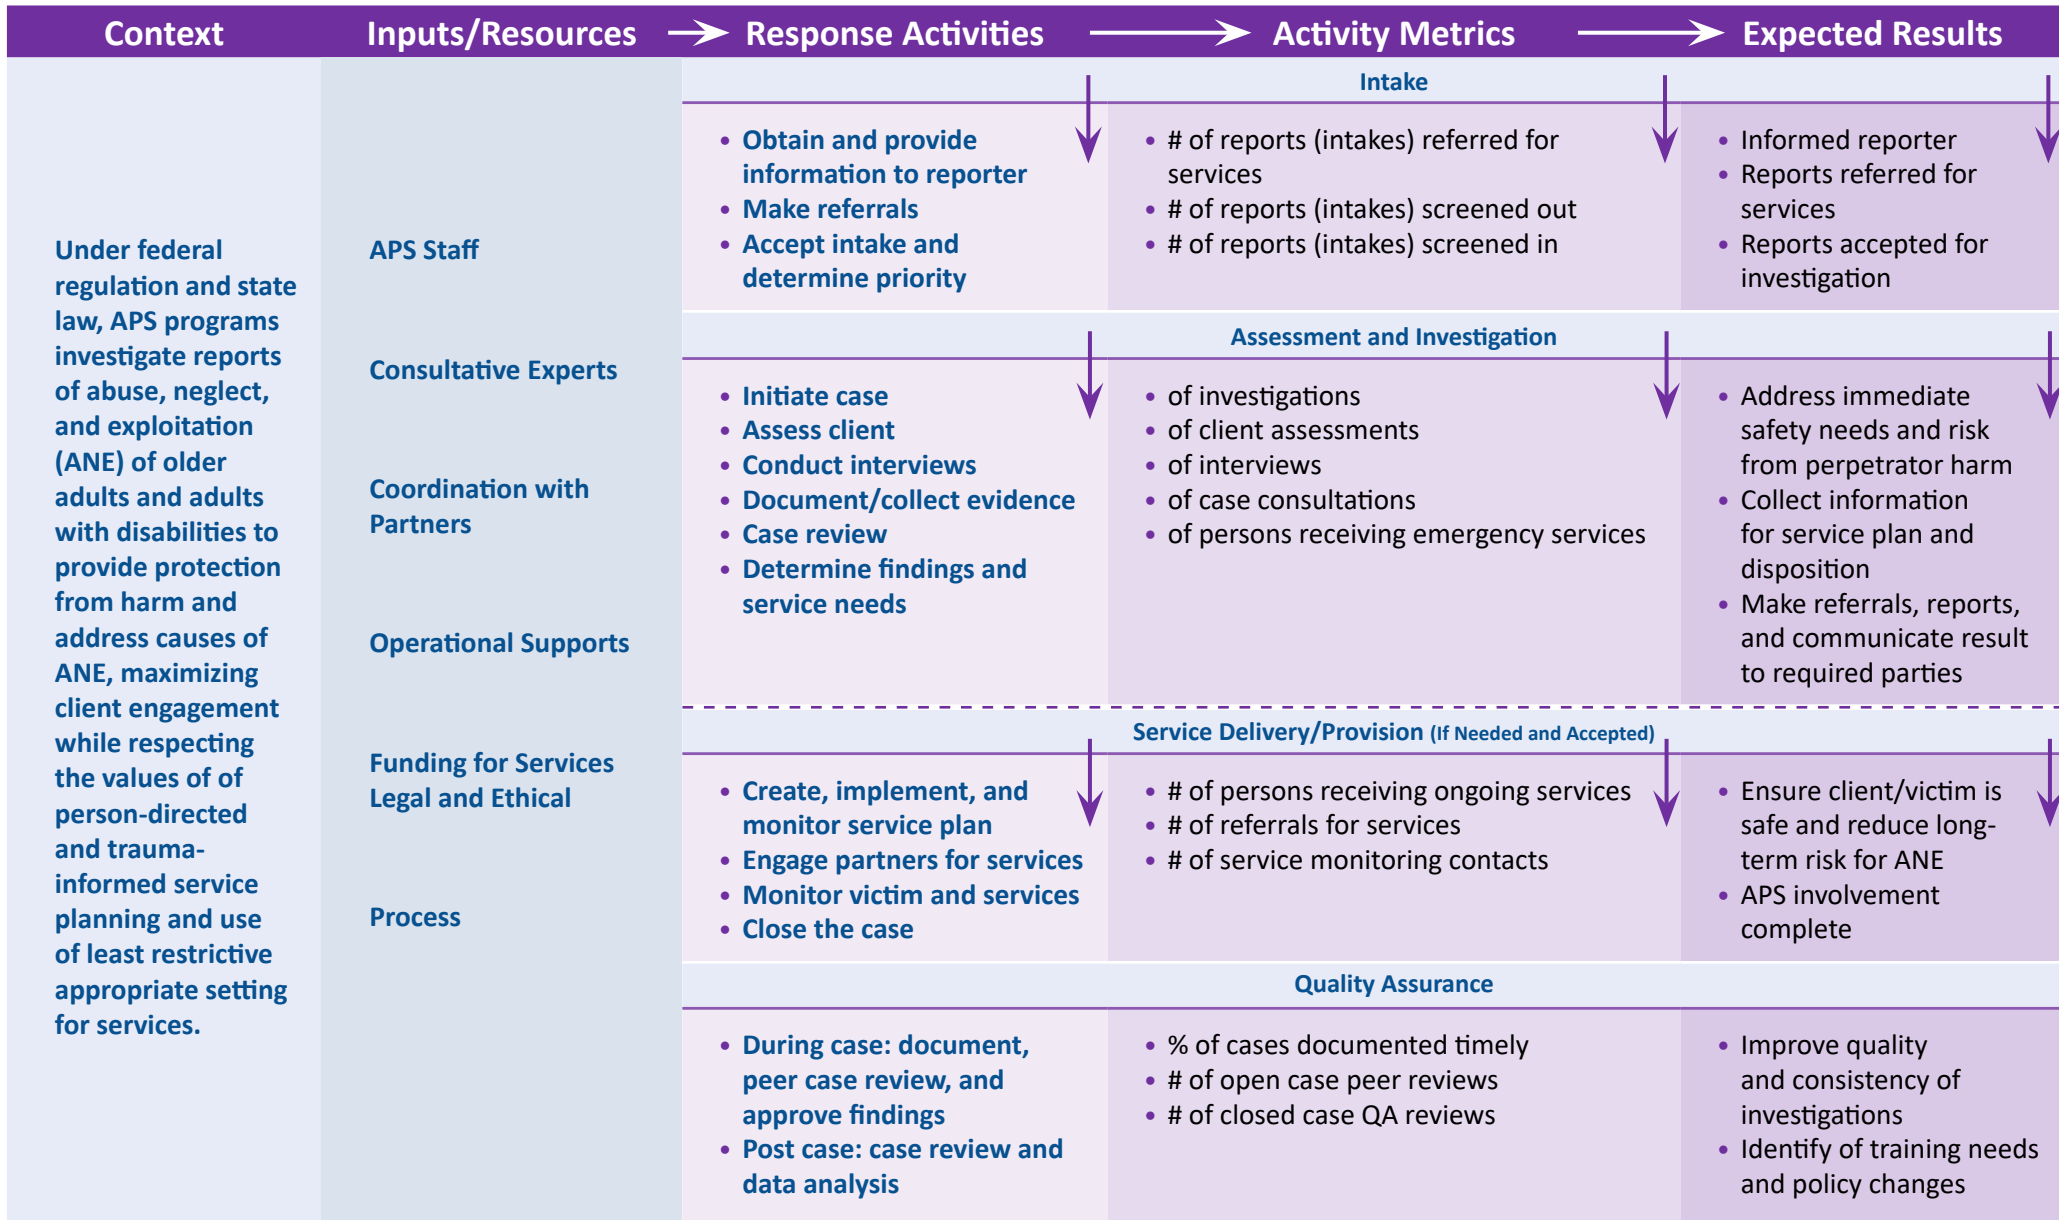 Context
Inputs/Resources
Response Activities
Activity Metrics
Expected Results
Under federal
regulation and state
law, APS programs
investigate reports
of abuse, neglect,
and exploitation
(ANE) of older
adults and adults
with disabilities to
provide protection
from harm and
address causes of
ANE, maximizing
client engagement
while respecting
the values of of
person-directed
and trauma-
informed service
planning and use
of least restrictive
appropriate setting
for services.
APS Staff
Consultative Experts
Coordination with
Partners
Operational Supports
Funding for Services
Legal and Ethical
Process
Intake
• Obtain and provide
information to reporter
• Make referrals
• Accept intake and
determine priority
• # of reports (intakes) referred for
services
• # of reports (intakes) screened out
• # of reports (intakes) screened in
• Informed reporter
• Reports referred for
services
• Reports accepted for
investigation
Assessment and Investigation
• Initiate case
• Assess client
• Conduct interviews
• Document/collect evidence
• Case review
• Determine findings and
service needs
• of investigations
• of client assessments
• of interviews
• of case consultations
• of persons receiving emergency services
• Address immediate
safety needs and risk
from perpetrator harm
• Collect information
for service plan and
disposition
• Make referrals, reports,
and communicate result
to required parties
Service Delivery/Provision (If Needed and Accepted)
• Create, implement, and
monitor service plan
• Engage partners for services
• Monitor victim and services
• Close the case
• # of persons receiving ongoing services
• # of referrals for services
• # of service monitoring contacts
• Ensure client/victim is
safe and reduce long-
term risk for ANE
• APS involvement
complete
Quality Assurance
• During case: document,
peer case review, and
approve findings
• Post case: case review and
data analysis
• % of cases documented timely
• # of open case peer reviews
• # of closed case QA reviews
• Improve quality
and consistency of
investigations
• Identify of training needs
and policy changes